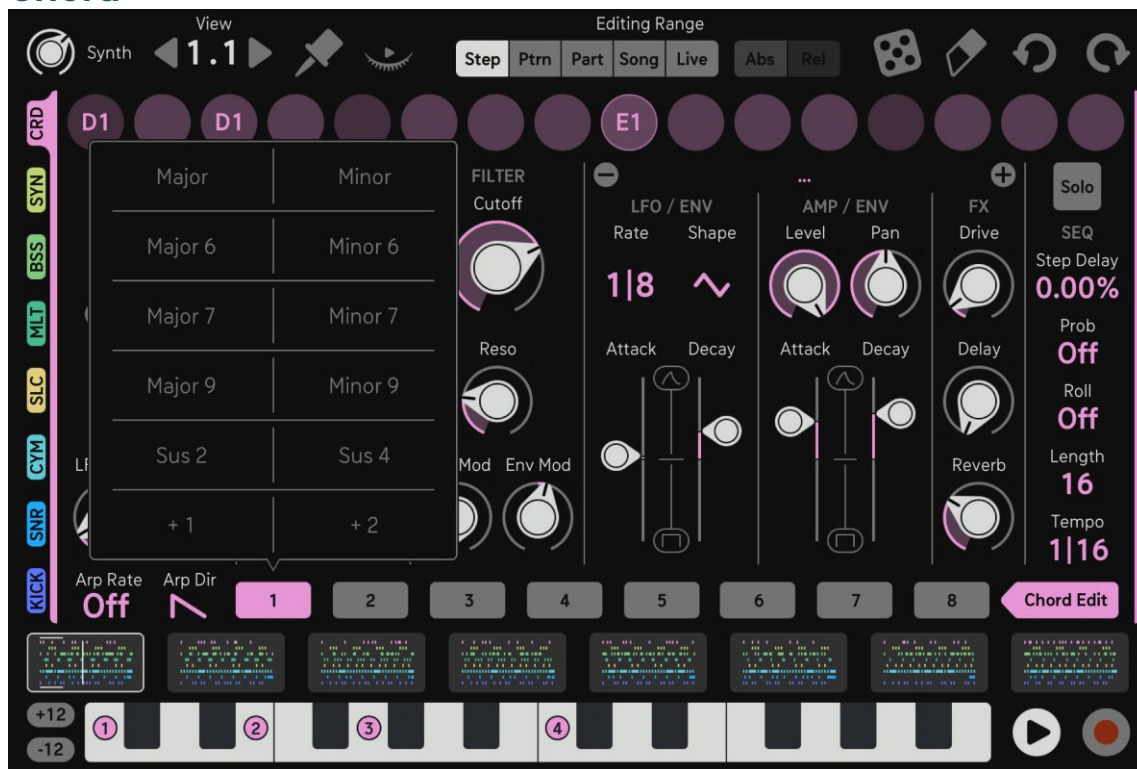 Chord
View
Editing Range
Synth
1.1
Step Ptrn Part Song Live
Abs Rel
CRD
SYN
BSS
MLT
SLC
CYM
SNR
KICK
D1
D1
E1
Major Minor
Major 6 Minor 6
Major 7 Minor 7
Major 9 Minor 9
Sus 2 Sus 4
+ 1 + 2
FILTER
Cutoff
Reso
Mod Env Mod
...
LFO / ENV
Rate Shape
1|8
Attack Decay
AMP / ENV
Level Pan
Attack Decay
FX
Drive
Delay
Reverb
Solo
SEQ
Step Delay
0.00%
Prob
Off
Roll
Off
Length
16
Tempo
1|16
Arp Rate Arp Dir
Off
1 2 3 4 5 6 7 8
Chord Edit
+12
-12
1 2 3 4